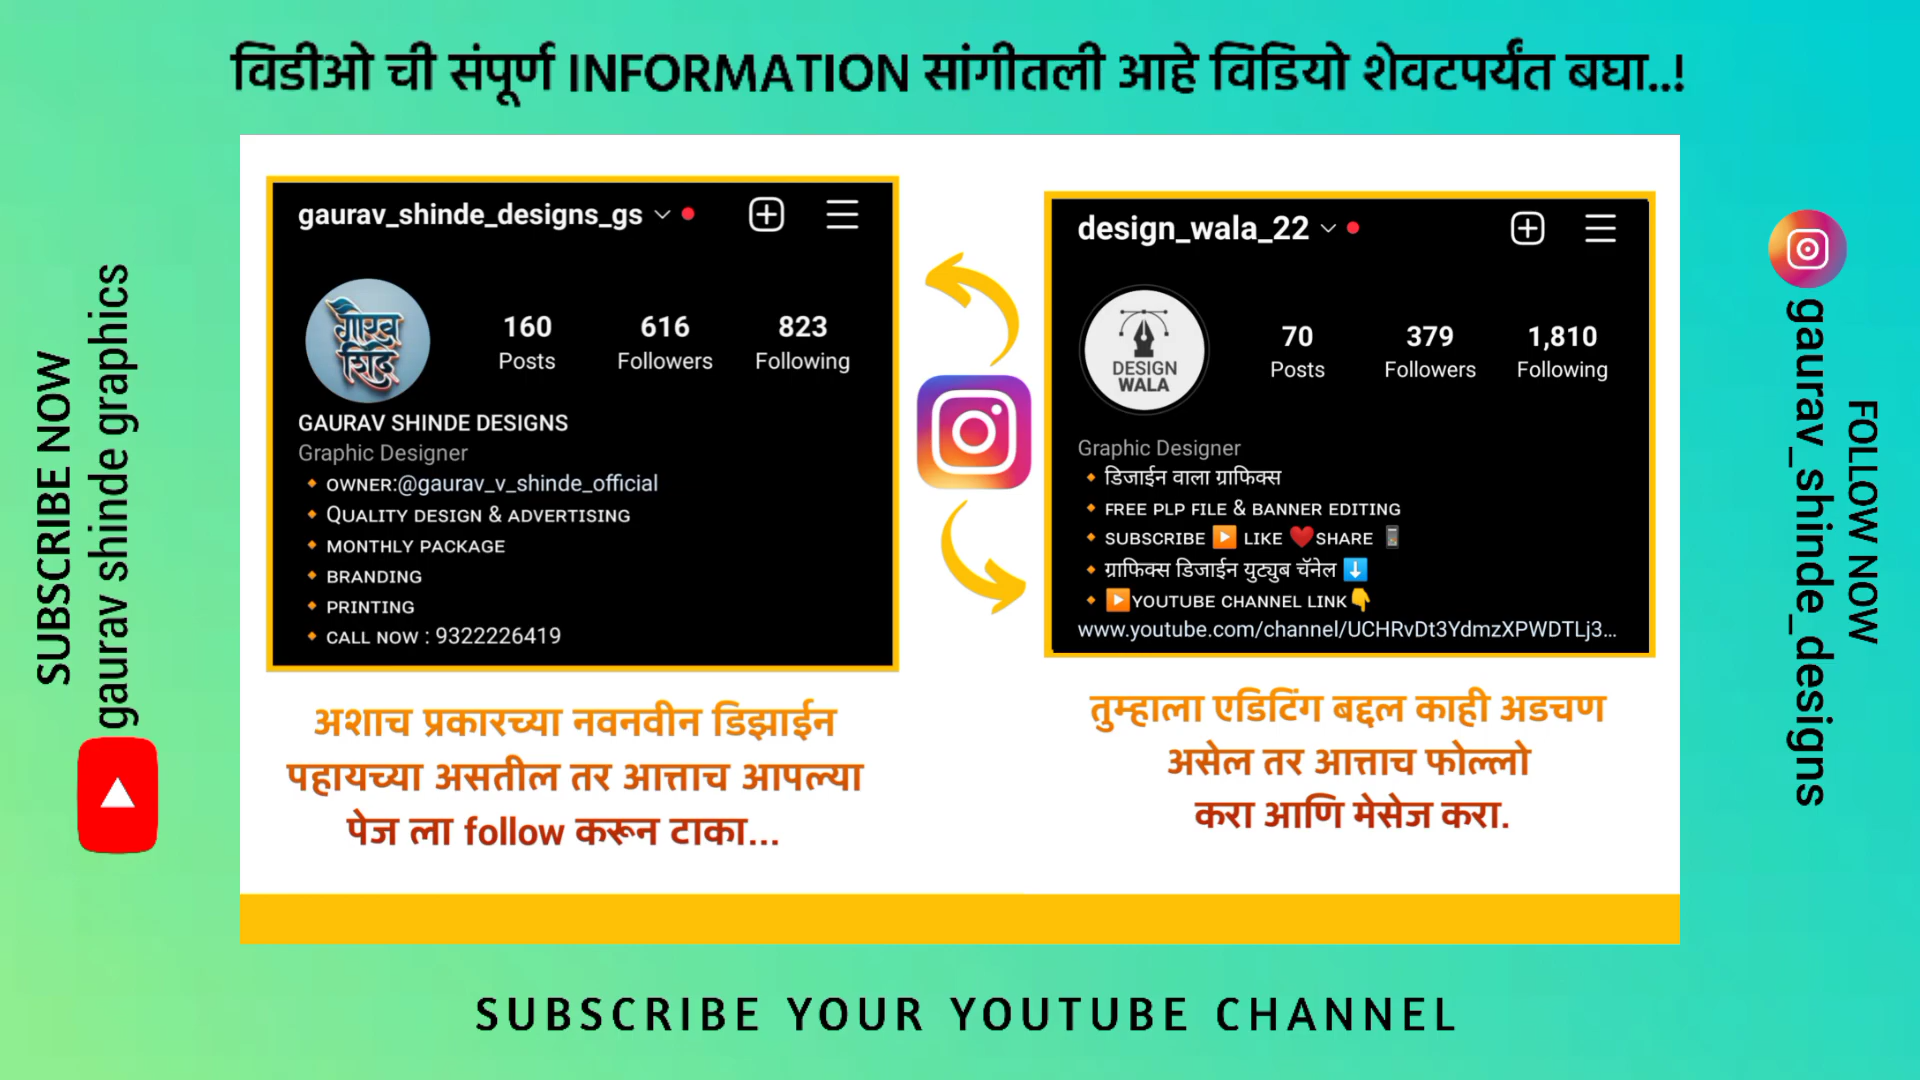 विडीओ ची संपूर्ण INFORMATION सांगीतली आहे विडियो शेवटपर्यंत बघा..!
SUBSCRIBE NOW
gaurav shinde graphics
gaurav_shinde_designs_gs
गौरव
शिंदे
160 616 823
Posts Followers Following
GAURAV SHINDE DESIGNS
Graphic Designer
🔸 OWNER:@gaurav_v_shinde_official
🔸 QUALITY DESIGN & ADVERTISING
🔸 MONTHLY PACKAGE
🔸 BRANDING
🔸 PRINTING
🔸 CALL NOW : 9322226419
अशाच प्रकारच्या नवनवीन डिझाईन
पहायच्या असतील तर आत्ताच आपल्या
पेज ला follow करून टाका...
design_wala_22
DESIGN
WALA
70 379 1,810
Posts Followers Following
Graphic Designer
🔸 डिजाईन वाला ग्राफिक्स
🔸 FREE PLP FILE & BANNER EDITING
🔸 SUBSCRIBE ▶️ LIKE ❤️SHARE 📱
🔸 ग्राफिक्स डिजाईन युट्युब चॅनेल ⬇️
🔸 ▶️YOUTUBE CHANNEL LINK👇
www.youtube.com/channel/UCHRvDt3YdmzXPWDTLj3...
तुम्हाला एडिटिंग बद्दल काही अडचण
असेल तर आत्ताच फोल्लो
करा आणि मेसेज करा.
FOLLOW NOW
gaurav_shinde_designs
SUBSCRIBE YOUR YOUTUBE CHANNEL